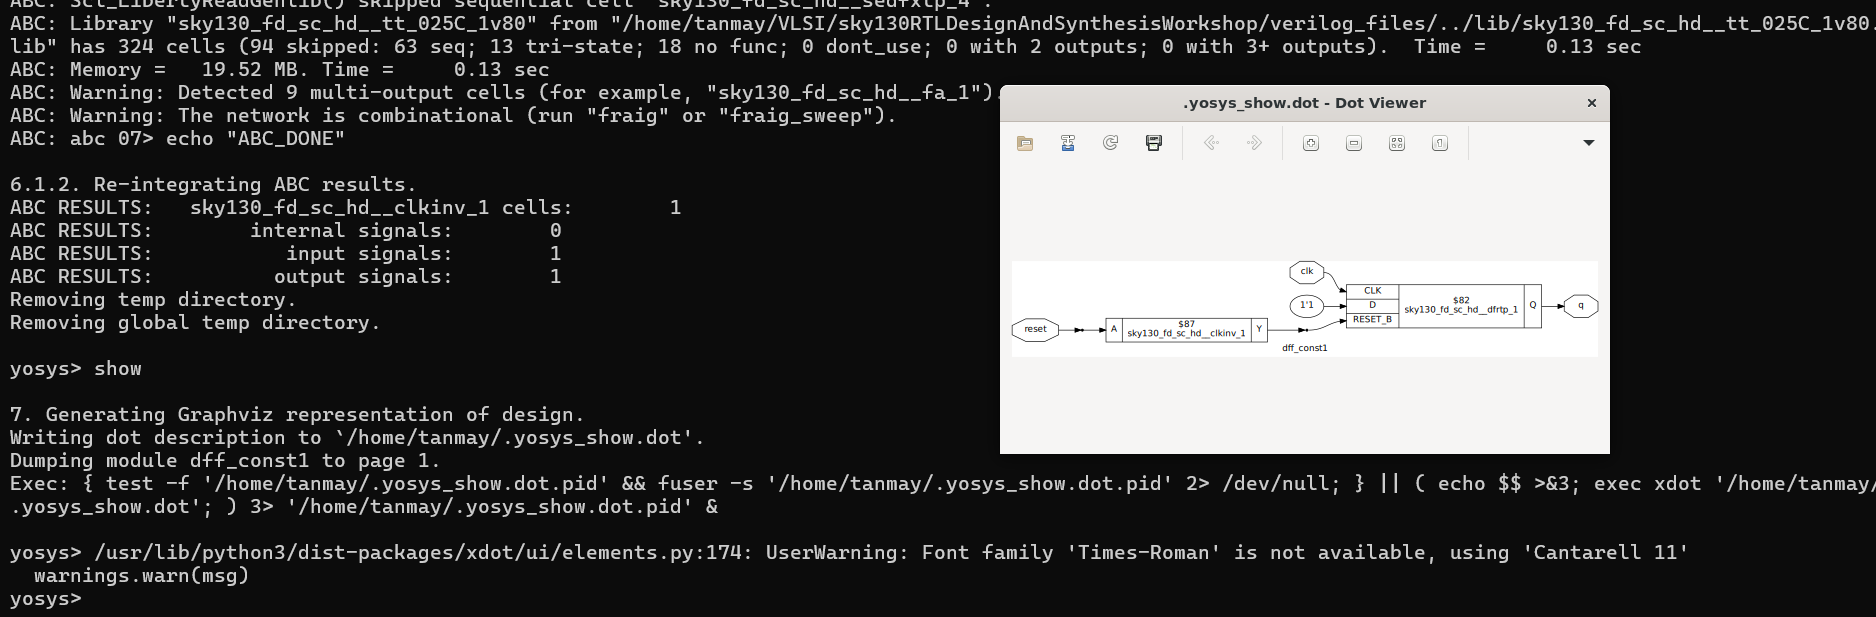 ABC: Scl_LibertyReadGenlib() skipped sequential cell "sky130_fd_sc_hd__sedfxtp_4".
ABC: Library "sky130_fd_sc_hd__tt_025C_1v80" from "/home/tanmay/VLSI/sky130RTLDesignAndSynthesisWorkshop/verilog_files/../lib/sky130_fd_sc_hd__tt_025C_1v80.
lib" has 324 cells (94 skipped: 63 seq; 13 tri-state; 18 no func; 0 dont_use; 0 with 2 outputs; 0 with 3+ outputs).  Time =     0.13 sec
ABC: Memory =   19.52 MB. Time =     0.13 sec
ABC: Warning: Detected 9 multi-output cells (for example, "sky130_fd_sc_hd__fa_1").
ABC: Warning: The network is combinational (run "fraig" or "fraig_sweep").
ABC: abc 07> echo "ABC_DONE"
6.1.2. Re-integrating ABC results.
ABC RESULTS:   sky130_fd_sc_hd__clkinv_1 cells:        1
ABC RESULTS:        internal signals:        0
ABC RESULTS:           input signals:        1
ABC RESULTS:          output signals:        1
Removing temp directory.
Removing global temp directory.
yosys> show
7. Generating Graphviz representation of design.
Writing dot description to `/home/tanmay/.yosys_show.dot'.
Dumping module dff_const1 to page 1.
Exec: { test -f '/home/tanmay/.yosys_show.dot.pid' && fuser -s '/home/tanmay/.yosys_show.dot.pid' 2> /dev/null; } || ( echo $$ >&3; exec xdot '/home/tanmay/
.yosys_show.dot'; ) 3> '/home/tanmay/.yosys_show.dot.pid' &
yosys> /usr/lib/python3/dist-packages/xdot/ui/elements.py:174: UserWarning: Font family 'Times-Roman' is not available, using 'Cantarell 11'
  warnings.warn(msg)
yosys>
.yosys_show.dot - Dot Viewer
reset
A
$87
sky130_fd_sc_hd__clkinv_1
Y
dff_const1
clk
1'1
CLK
D
RESET_B
$82
sky130_fd_sc_hd__dfrtp_1
Q
q